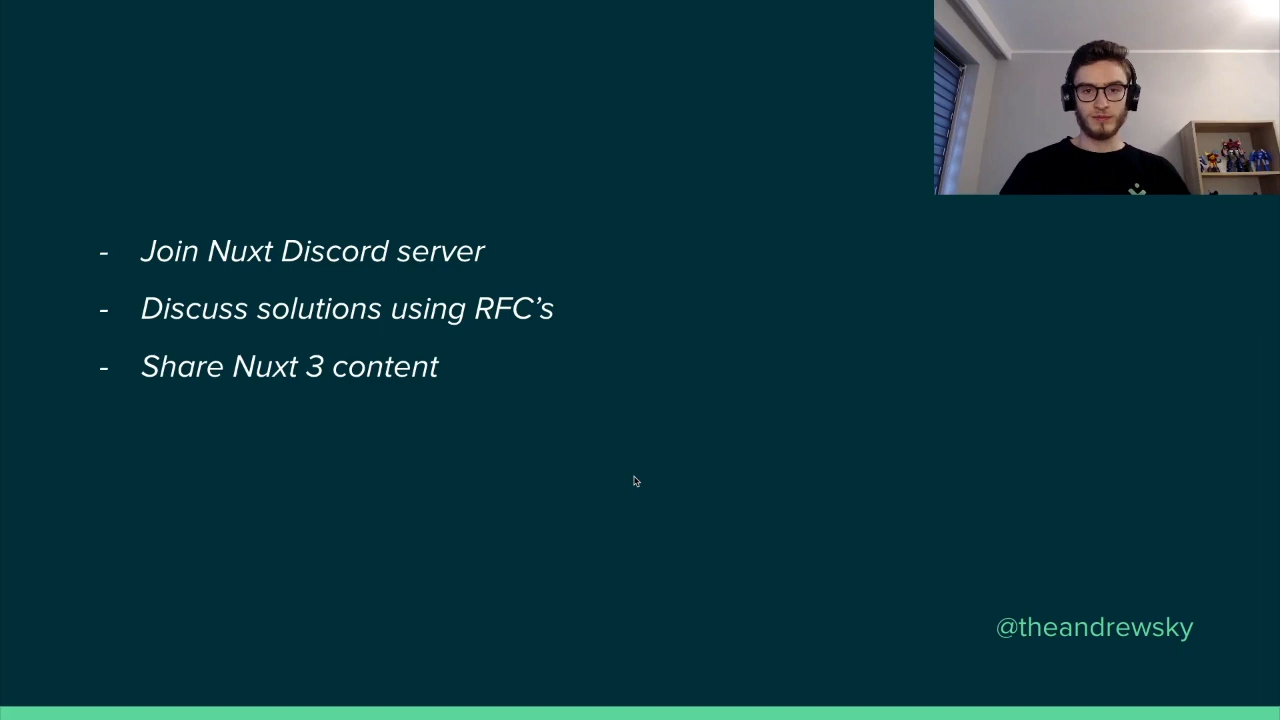 - Join Nuxt Discord server
- Discuss solutions using RFC’s
- Share Nuxt 3 content
@theandrewsky